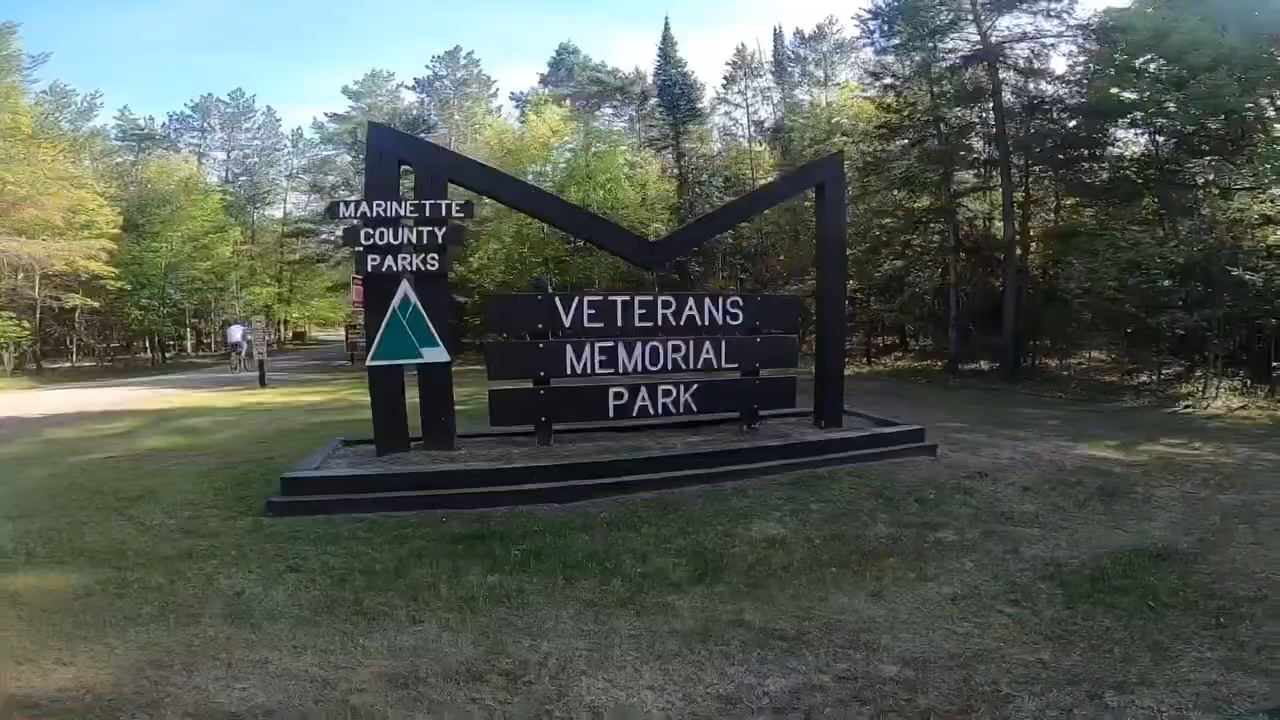 MARINETTE
COUNTY
PARKS
VETERANS
MEMORIAL
PARK